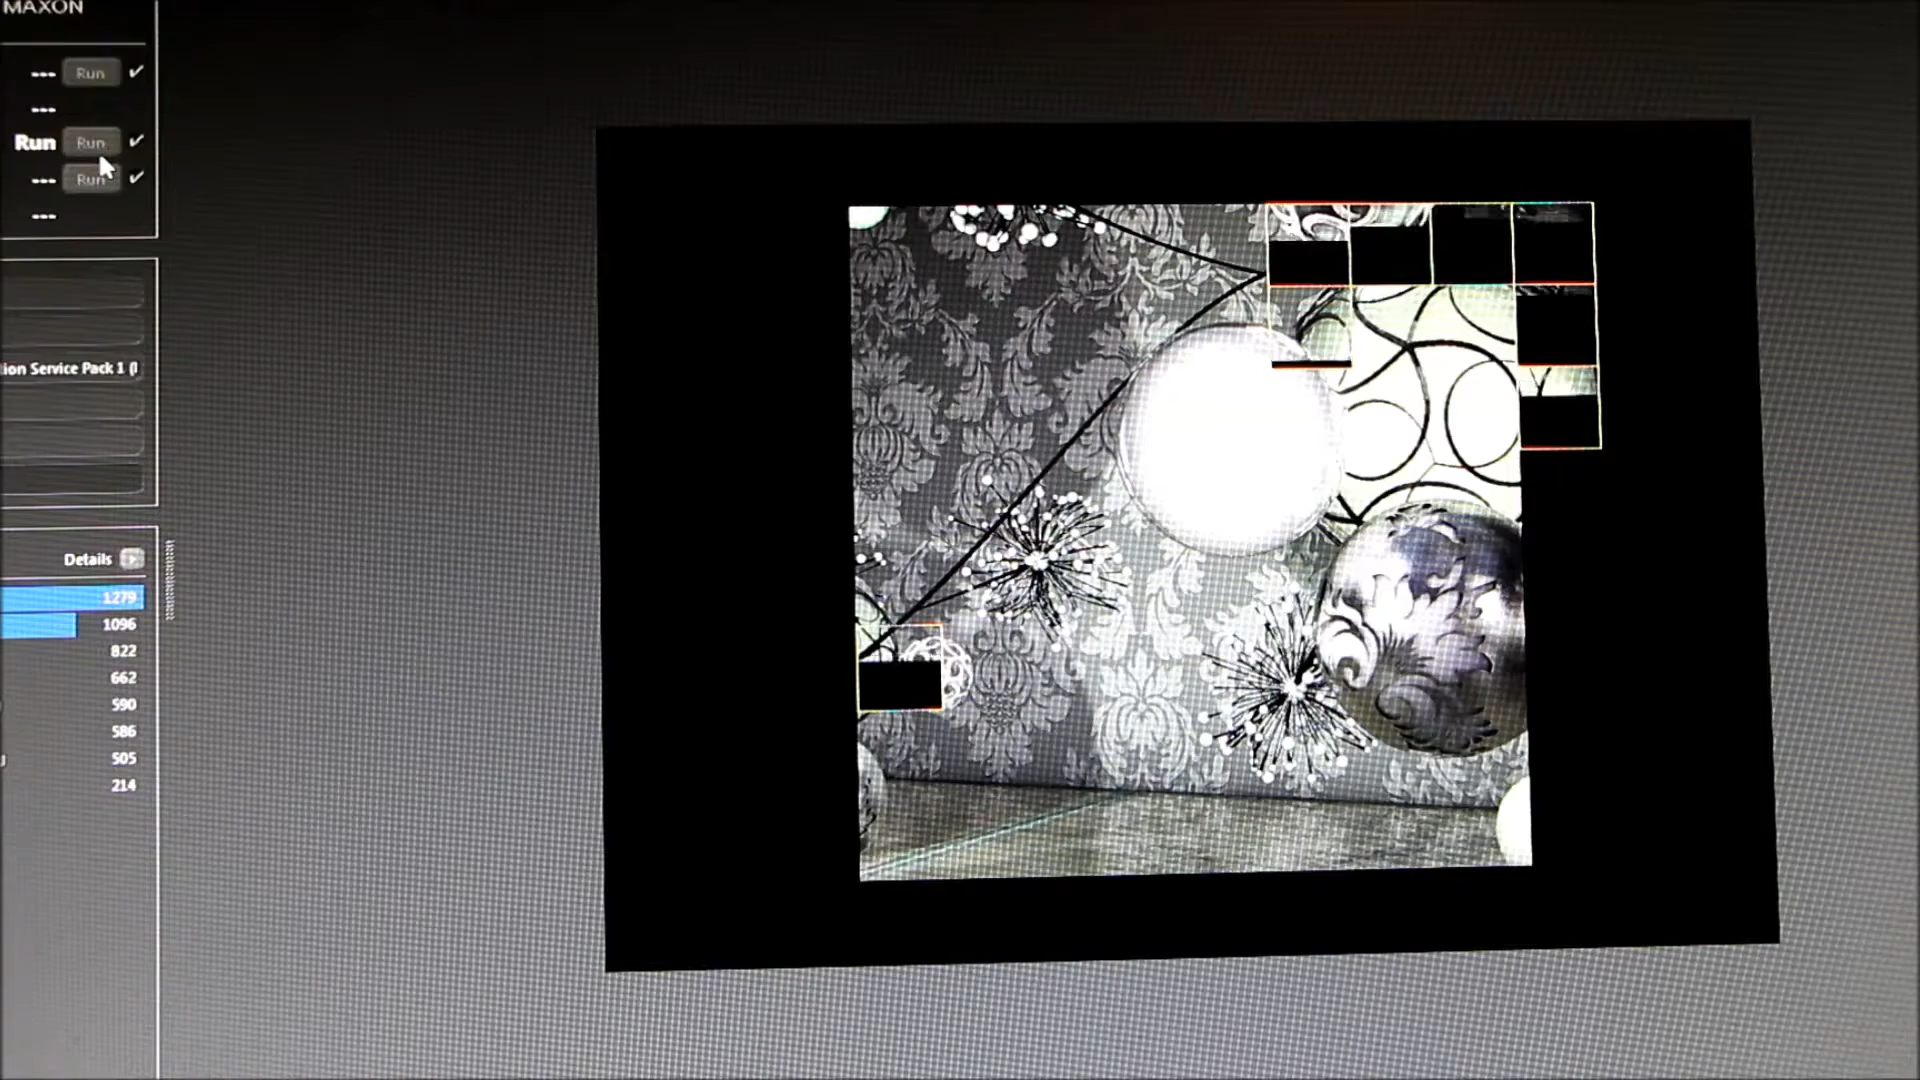 MAXON
--- Run
---
Run Run
--- Run
---
ion Service Pack 1 (
Details
1279
1096
822
662
590
586
505
214